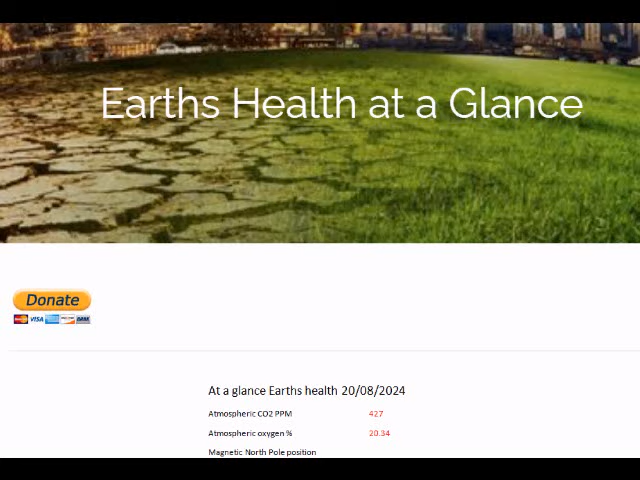 Earths Health at a Glance
Donate
VISA
At a glance Earths health 20/08/2024
Atmospheric CO2 PPM 427
Atmospheric oxygen % 20.34
Magnetic North Pole position